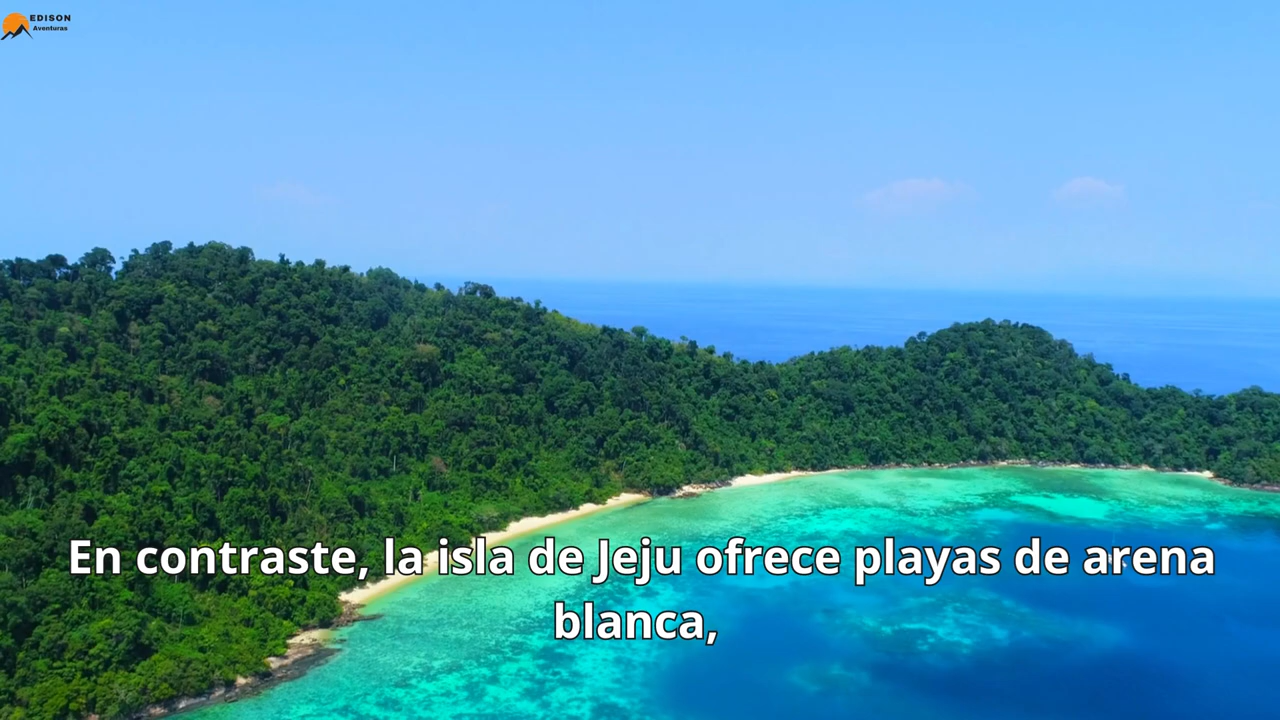 EDISON
Aventuras
En contraste, la isla de Jeju ofrece playas de arena
blanca,